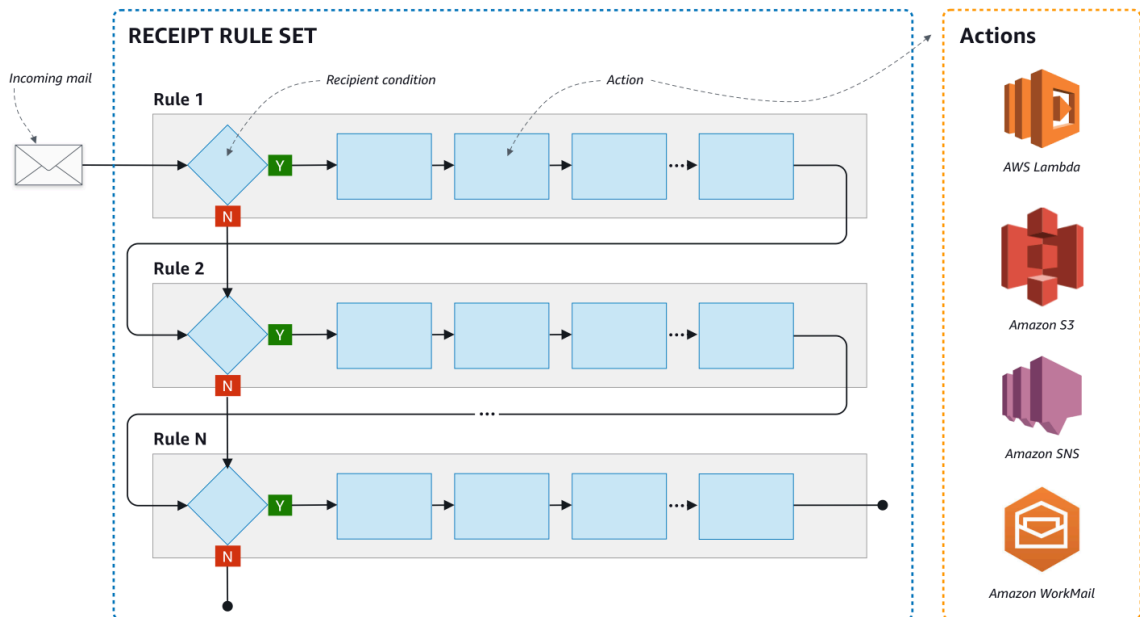 RECEIPT RULE SET
Actions
Incoming mail
Recipient condition
Action
Rule 1
Y
...
N
AWS Lambda
Rule 2
Y
...
N
Amazon S3
...
Rule N
Y
...
N
Amazon SNS
Amazon WorkMail